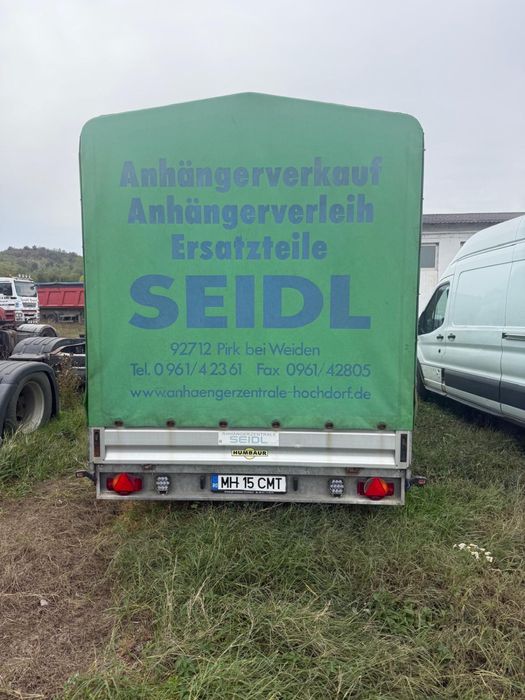 Anhängerverkauf
Anhängerverleih
Ersatzteile
SEIDL
92712 Pirk bei Weiden
Tel. 0961/42361 Fax 0961/42805
www.anhaengerzentrale-hochdorf.de
ANHÄNGERZENTRALE
SEIDL
HUMBAUR
MH 15 CMT